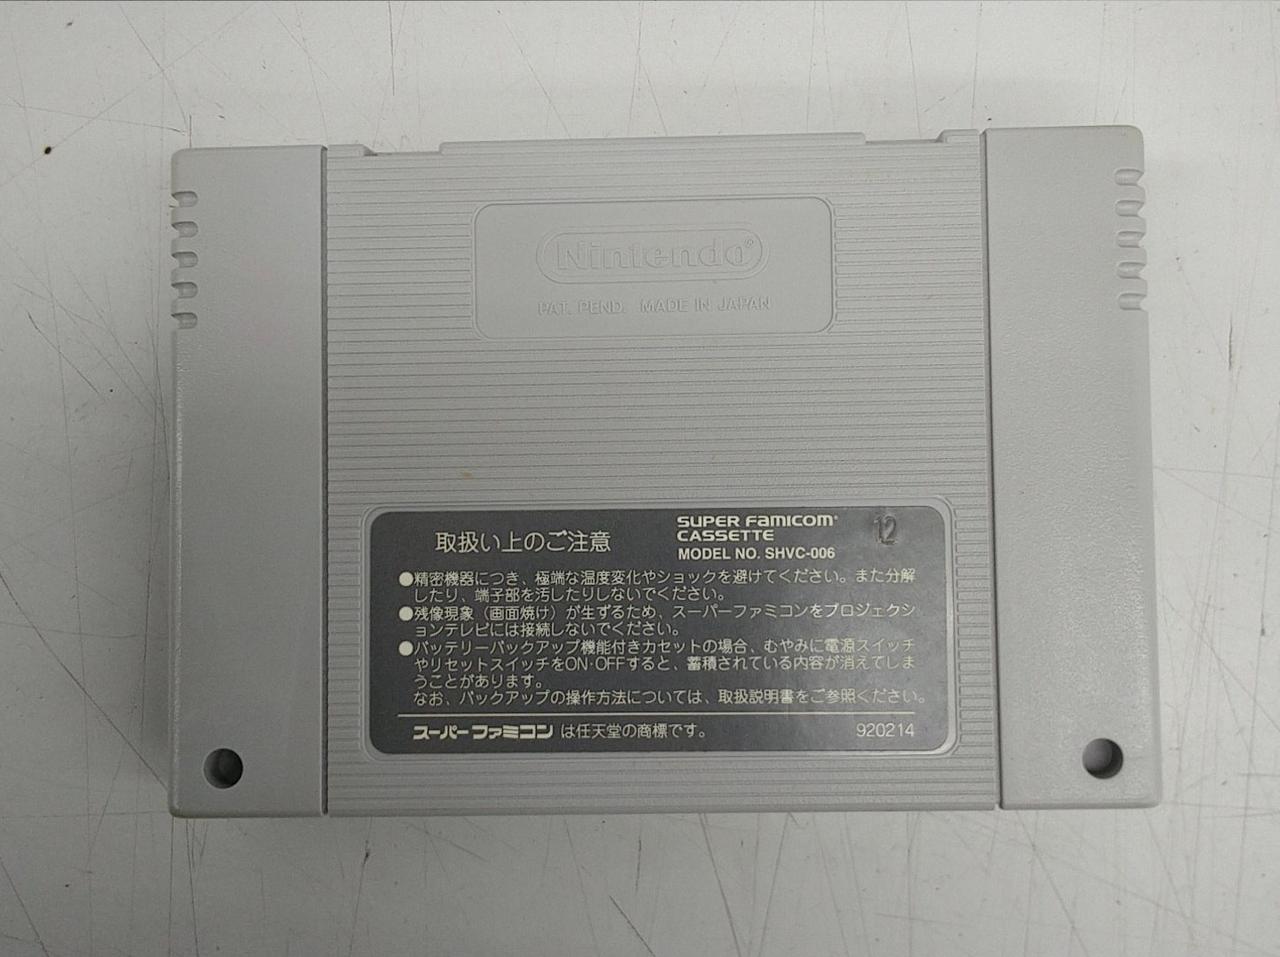 Nintendo®
PAT. PEND. MADE IN JAPAN
取扱い上のご注意
SUPER FAMICOM®
CASSETTE
MODEL NO. SHVC-006
12
●精密機器につき、極端な温度変化やショックを避けてください。また分解
したり、端子部を汚したりしないでください。
●残像現象（画面焼け）が生ずるため、スーパーファミコンをプロジェクシ
ョンテレビには接続しないでください。
●バッテリーバックアップ機能付きカセットの場合、むやみに電源スイッチ
やリセットスイッチをON・OFFすると、蓄積されている内容が消えてしま
うことがあります。
なお、バックアップの操作方法については、取扱説明書をご参照ください。
スーパーファミコンは任天堂の商標です。
920214